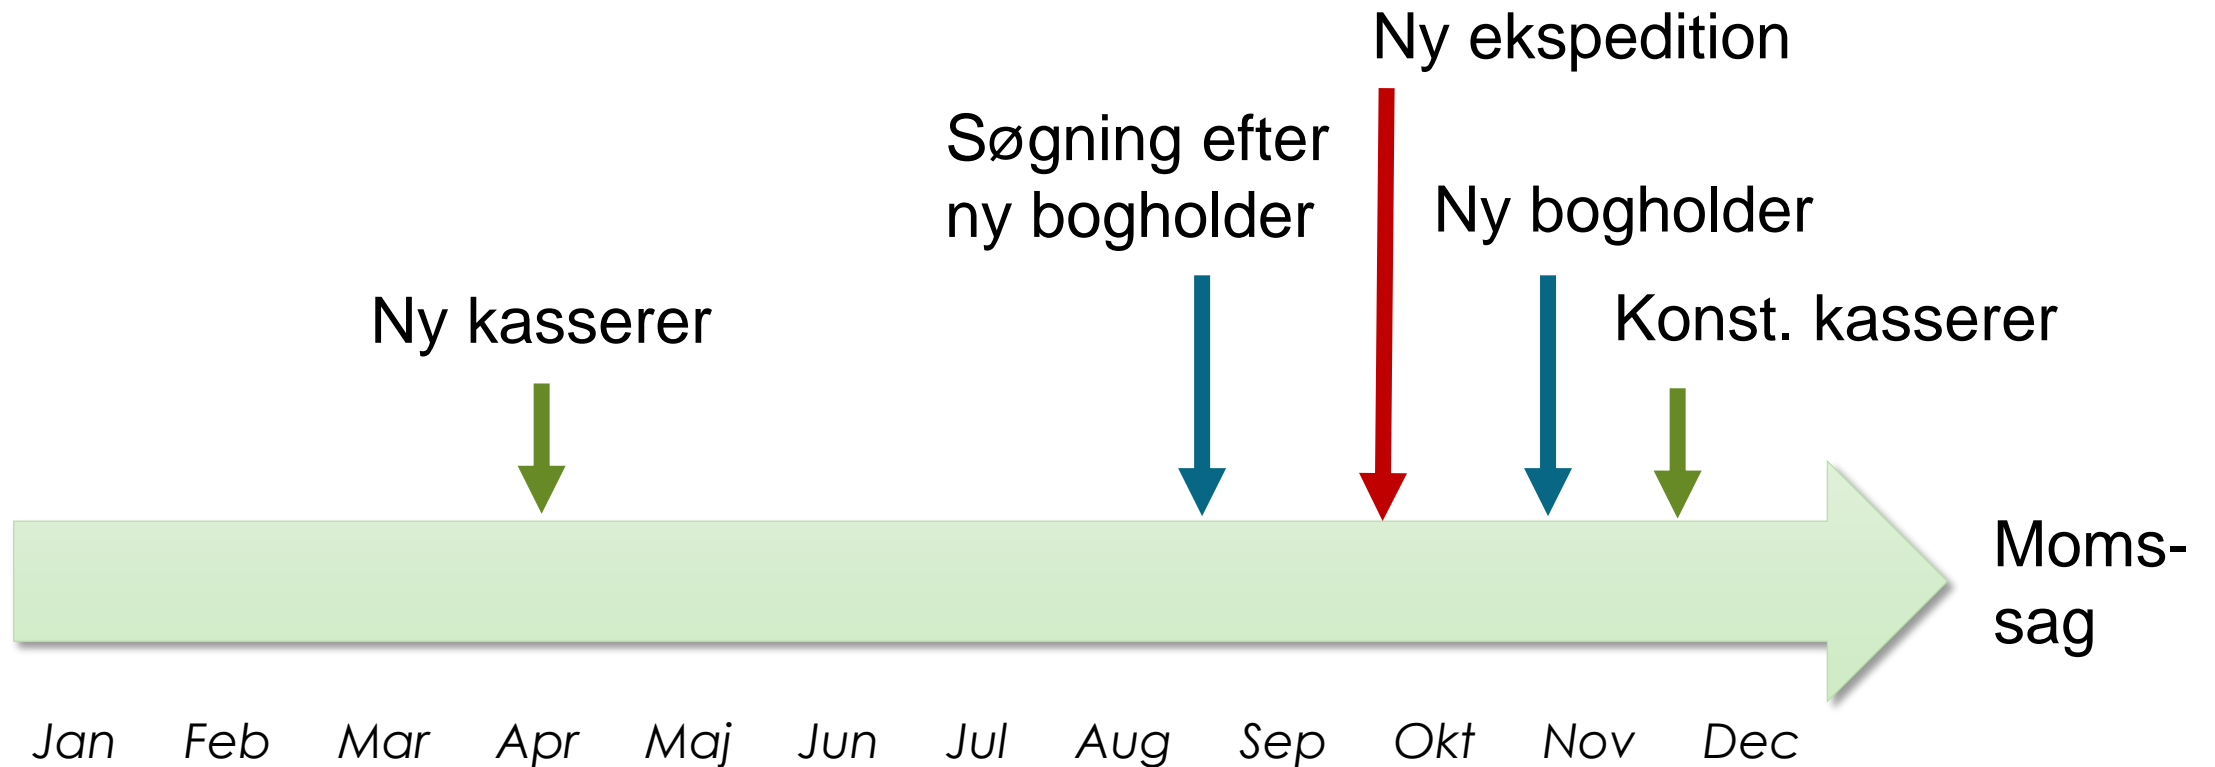 Ny ekspedition
Søgning efter
ny bogholder
Ny bogholder
Ny kasserer
Konst. kasserer
Moms-
sag
Jan Feb Mar Apr Maj Jun Jul Aug Sep Okt Nov Dec